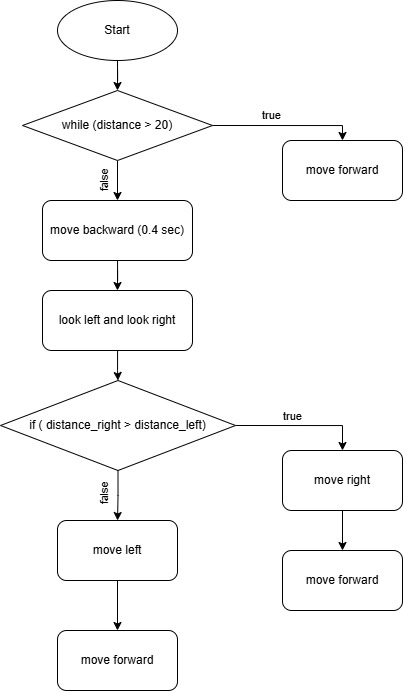 Start
while (distance > 20)
true
move forward
false
move backward (0.4 sec)
look left and look right
if ( distance_right > distance_left)
true
move right
false
move left
move forward
move forward